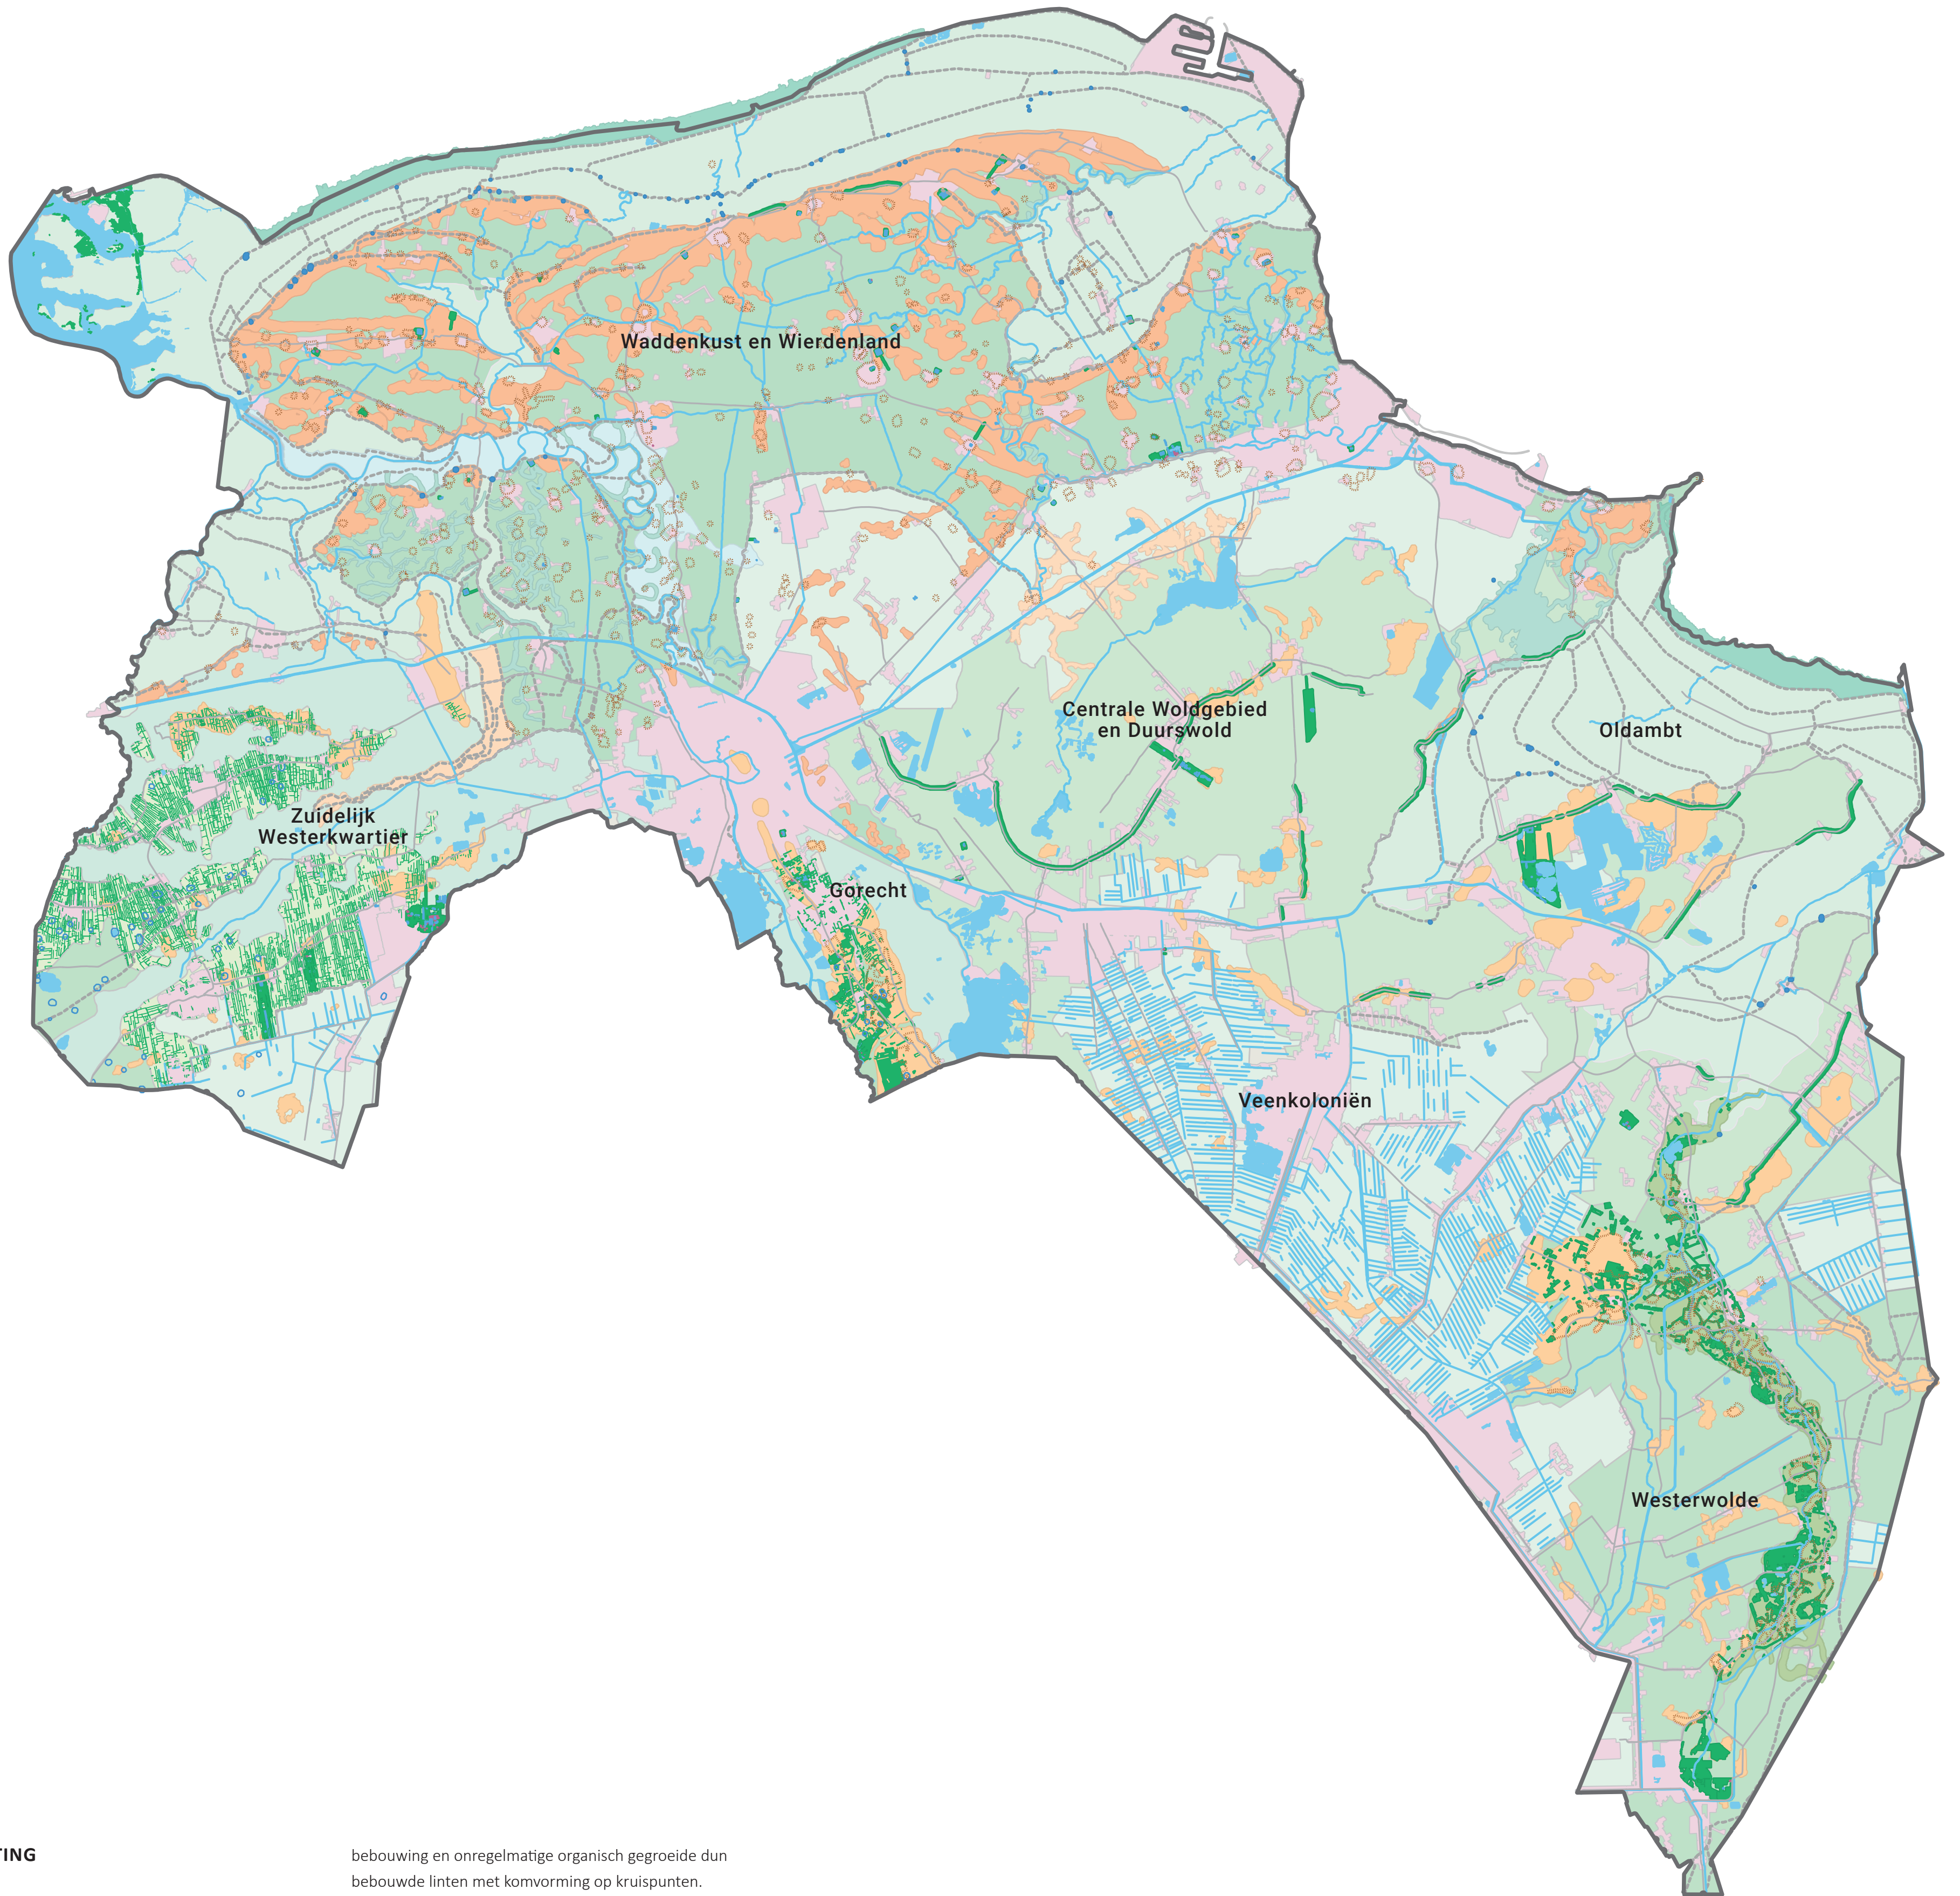 Waddenkust en Wierdenland
Centrale Woldgebied
en Duurswold
Oldambt
Zuidelijk
Westerkwartier
Gorecht
Veenkoloniën
Westerwolde
TING
bebouwing en onregelmatige organisch gegroeide dun
bebouwde linten met komvorming op kruispunten.